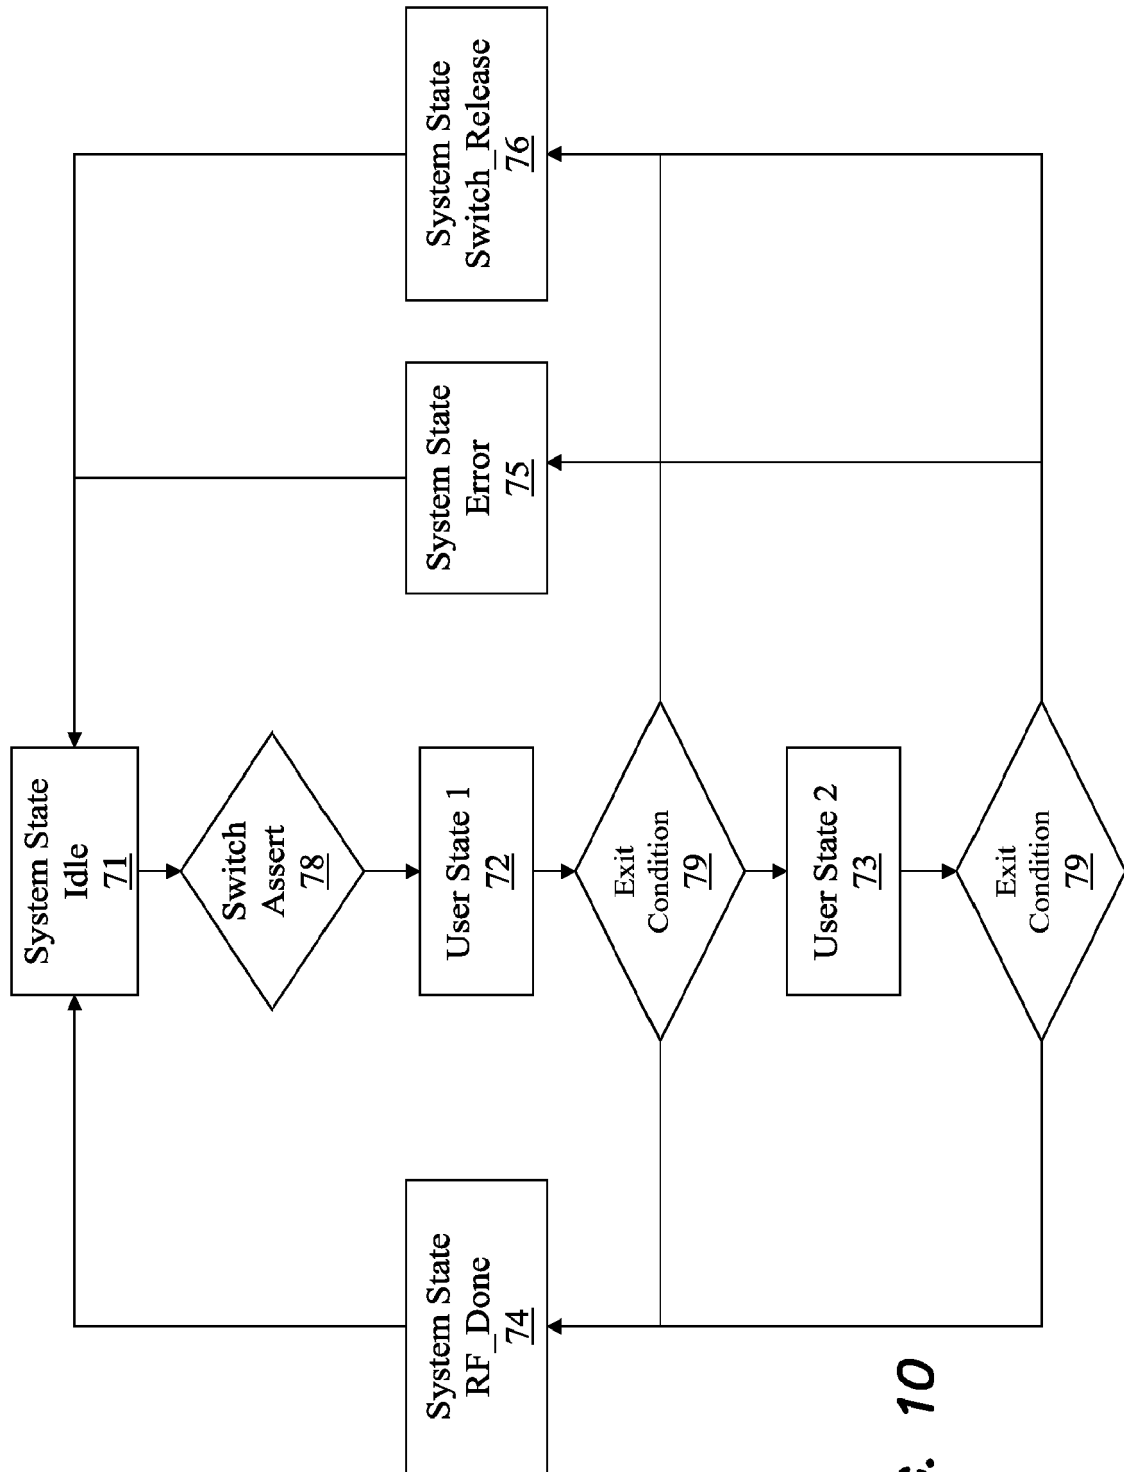 System State
Idle
71
Switch
Assert
78
User State 1
72
Exit
Condition
79
User State 2
73
Exit
Condition
79
System State
RF_Done
74
System State
Error
75
System State
Switch_Release
76
10